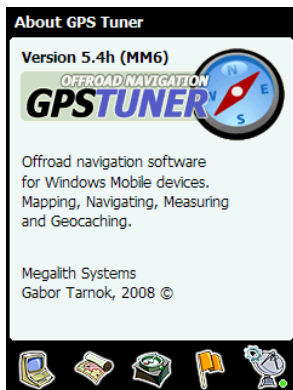 About GPS Tuner
Version 5.4h (MM6)
OFFROAD NAVIGATION
GPSTUNER
N
W E
S
Offroad navigation software
for Windows Mobile devices.
Mapping, Navigating, Measuring
and Geocaching.
Megalith Systems
Gabor Tarnok, 2008 ©